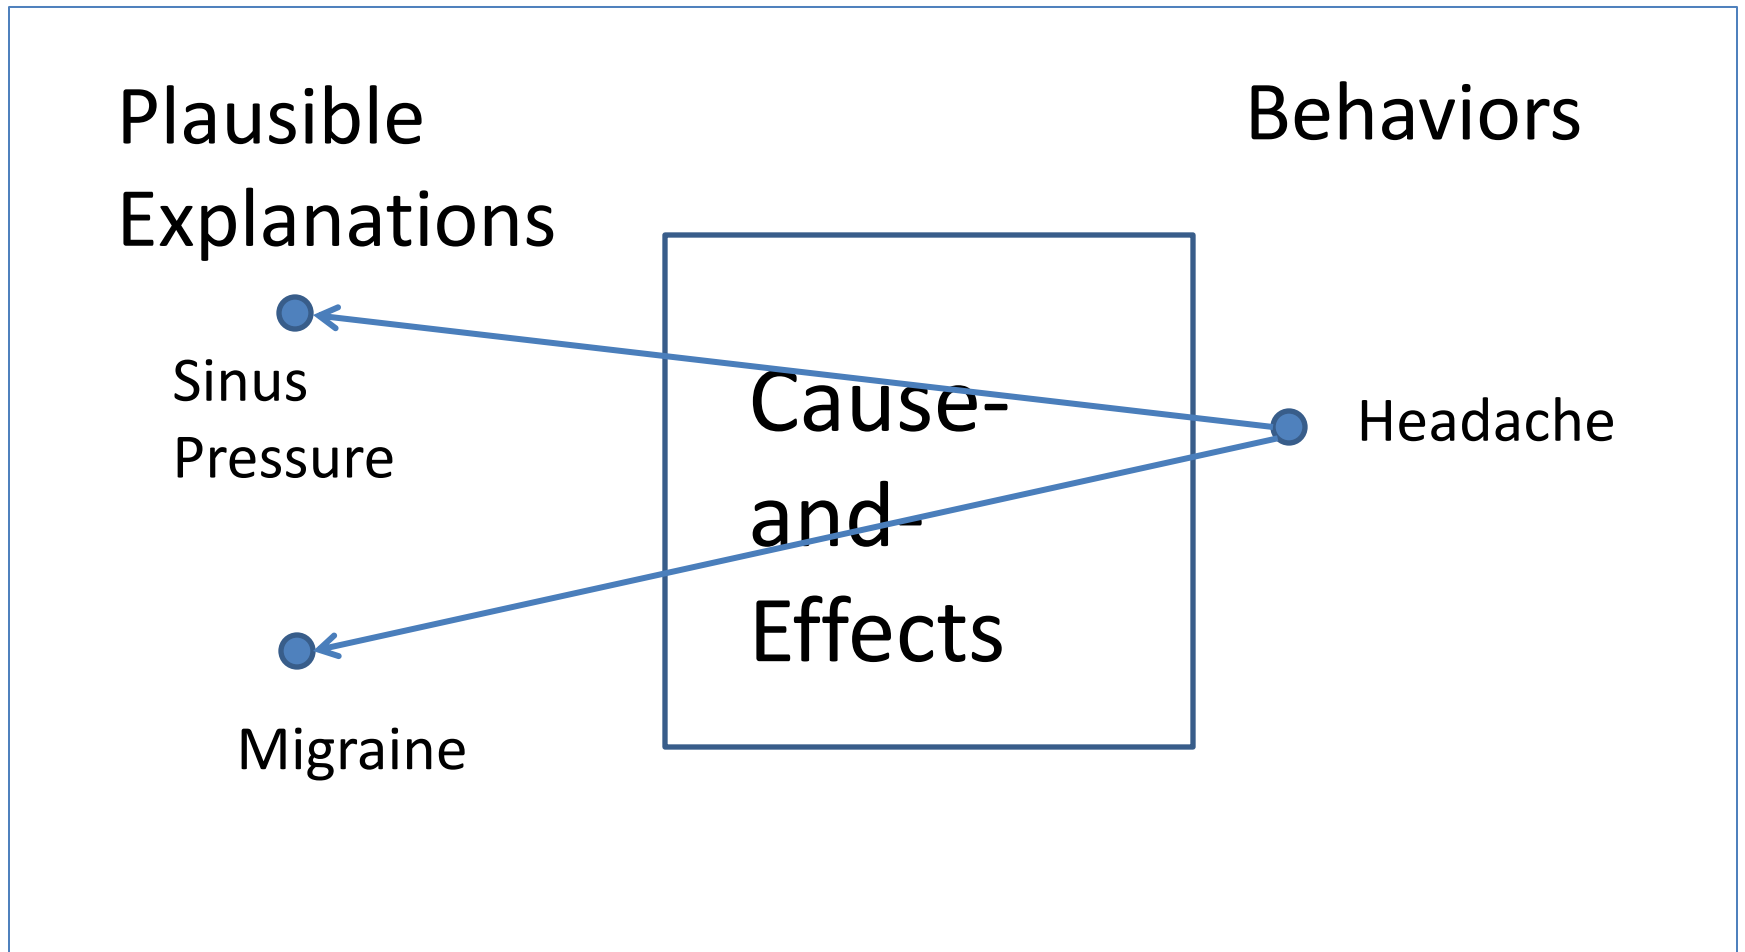 Plausible
Explanations
Behaviors
Sinus
Pressure
Cause-
and-
Effects
Headache
Migraine